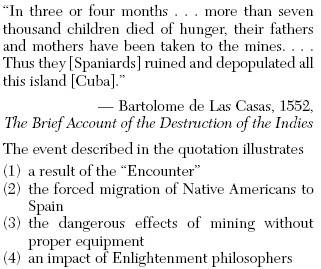 “In three or four months . . . more than seven
thousand children died of hunger, their fathers
and mothers have been taken to the mines. . . .
Thus they [Spaniards] ruined and depopulated all
this island [Cuba].”
— Bartolome de Las Casas, 1552,
The Brief Account of the Destruction of the Indies
The event described in the quotation illustrates
(1) a result of the “Encounter”
(2) the forced migration of Native Americans to
Spain
(3) the dangerous effects of mining without
proper equipment
(4) an impact of Enlightenment philosophers